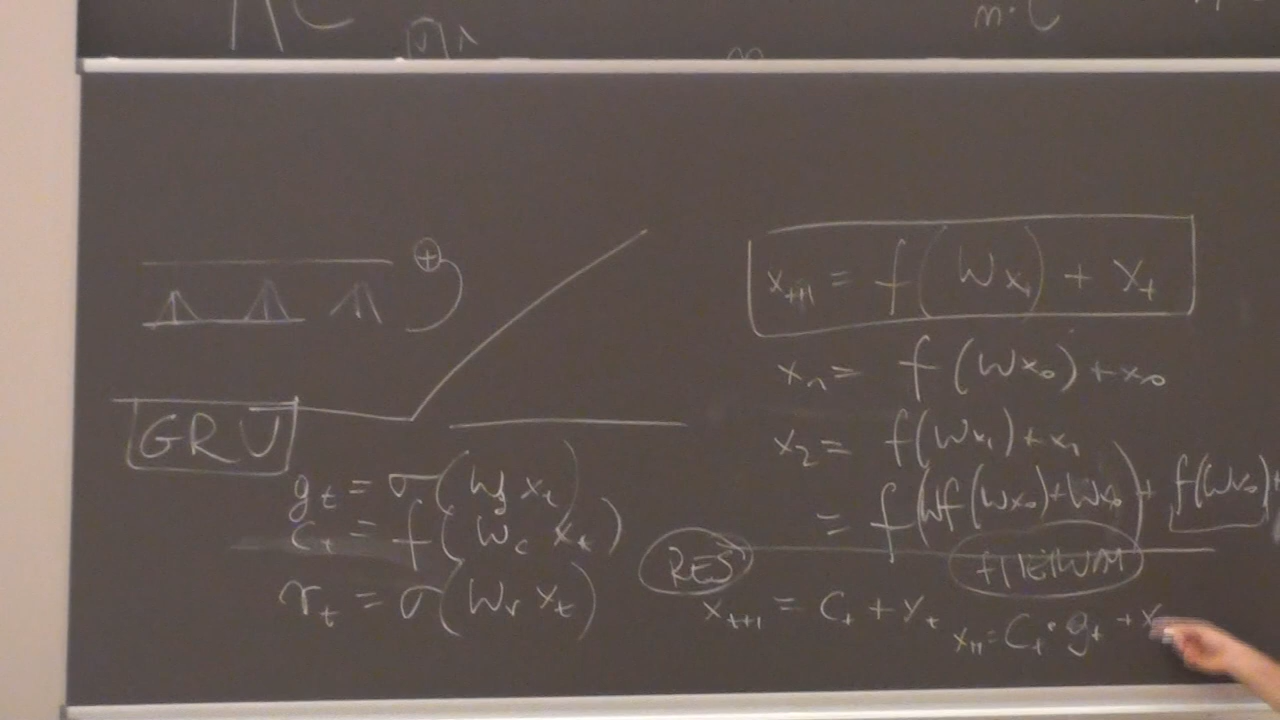 m·C
x_{t+1} = f(Wx_t) + x_t
x_1 = f(Wx_0) + x_0
x_2 = f(Wx_1) + x_1
= f(Wf(Wx_0) + Wx_0) + f(Wx_0) +
GRU
g_t = σ(W_g x_t)
c_t = f(W_c x_t)
r_t = σ(W_r x_t)
RES
x_{t+1} = c_t + x_t
x_{t+1} = c_t · g_t + x